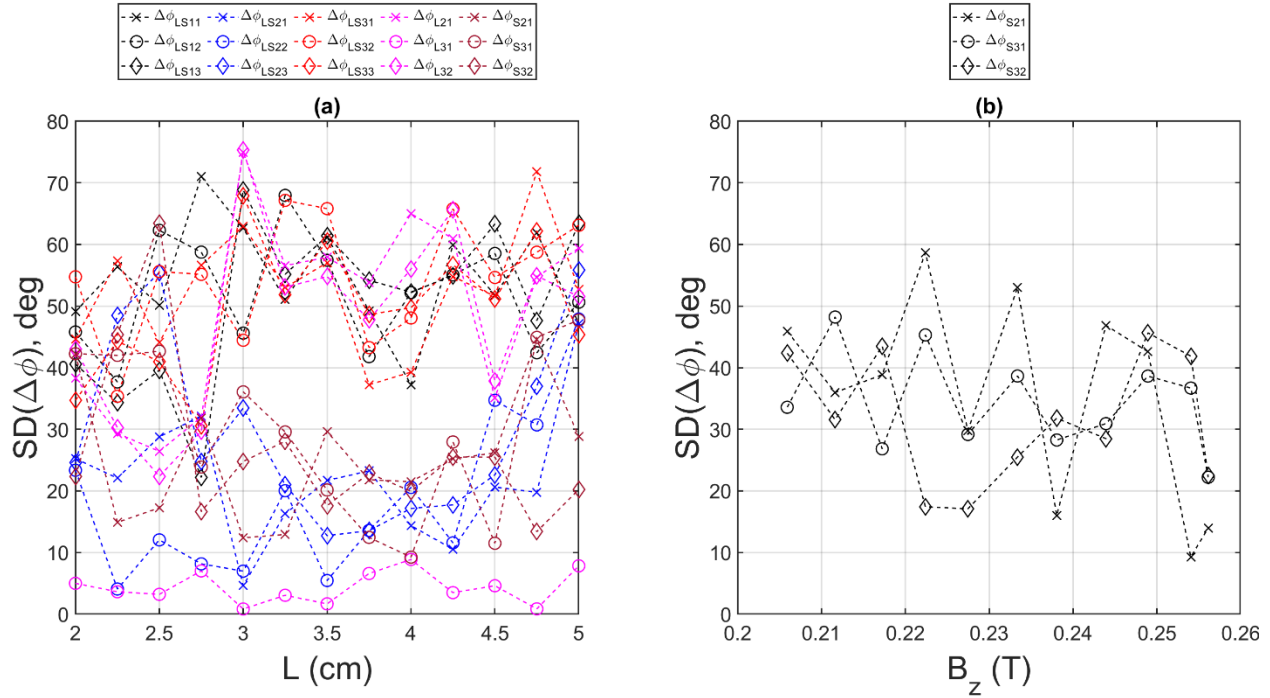 Δϕ_LS11 Δϕ_LS21 Δϕ_LS31 Δϕ_L21 Δϕ_S21
Δϕ_LS12 Δϕ_LS22 Δϕ_LS32 Δϕ_L31 Δϕ_S31
Δϕ_LS13 Δϕ_LS23 Δϕ_LS33 Δϕ_L32 Δϕ_S32
(a)
80
70
60
50
40
30
20
10
0
SD(Δϕ), deg
2 2.5 3 3.5 4 4.5 5
L (cm)
Δϕ_S21
Δϕ_S31
Δϕ_S32
(b)
80
70
60
50
40
30
20
10
0
SD(Δϕ), deg
0.2 0.21 0.22 0.23 0.24 0.25 0.26
B_z (T)